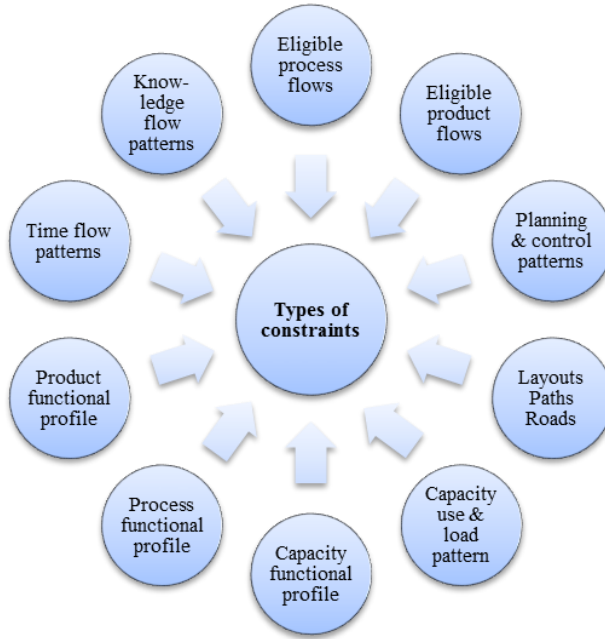 Eligible
process
flows
Eligible
product
flows
Planning
& control
patterns
Layouts
Paths
Roads
Capacity
use &
load
pattern
Capacity
functional
profile
Process
functional
profile
Product
functional
profile
Time flow
patterns
Know-
ledge
flow
patterns
Types of
constraints